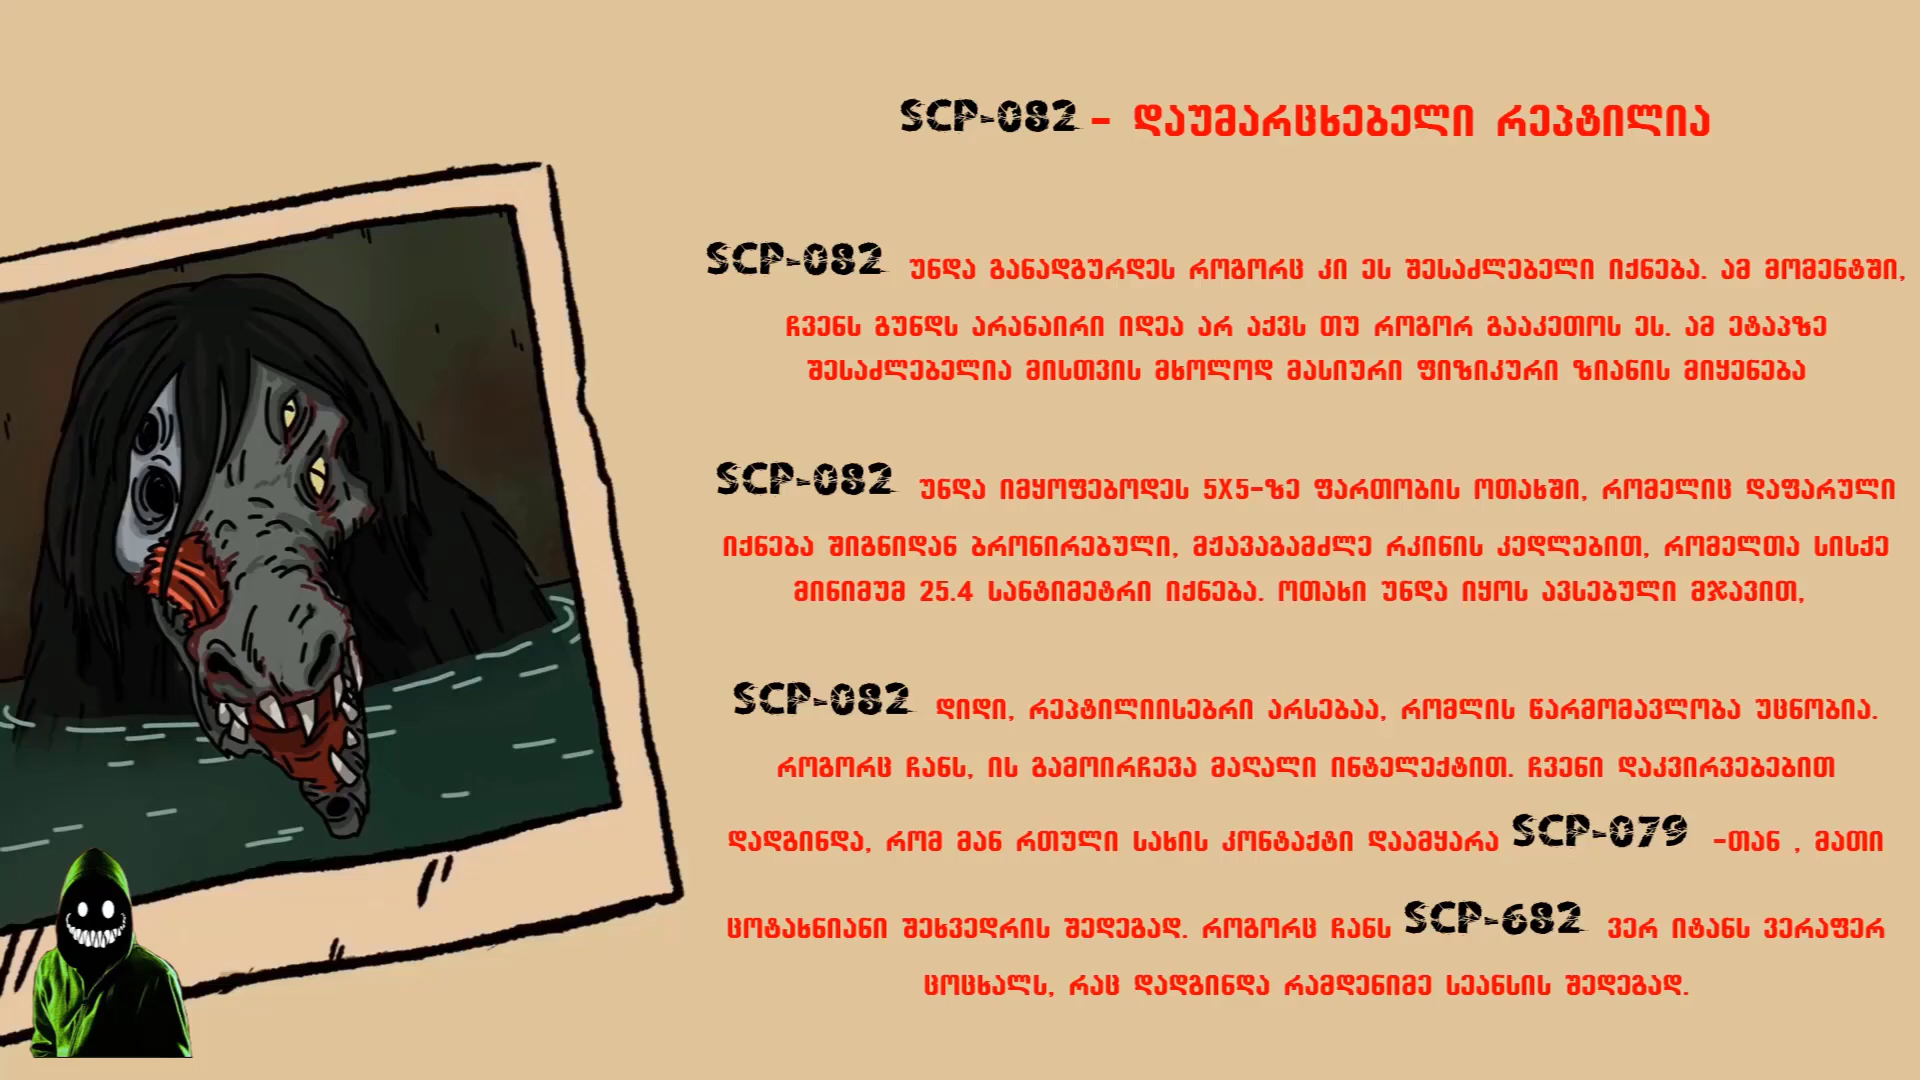 SCP-082 - დაუმარცხებელი რეპტილია
SCP-082 უნდა განადგურდეს როგორც კი ეს შესაძლებელი იქნება. ამ მომენტში,
ჩვენს გუნდს არანაირი იდეა არ აქვს თუ როგორ გააკეთოს ეს. ამ ეტაპზე
შესაძლებელია მისთვის მხოლოდ მასიური ფიზიკური ზიანის მიყენება
SCP-082 უნდა იმყოფებოდეს 5X5-ზე ფართობის ოთახში, რომელიც დაფარული
იქნება შიგნიდან ბრონირებული, მჟავაგამძლე რკინის კედლებით, რომელთა სისქე
მინიმუმ 25.4 სანტიმეტრი იქნება. ოთახი უნდა იყოს ავსებული მჯავით,
SCP-082 დიდი, რეპტილიისებრი არსებაა, რომლის წარმომავლობა უცნობია.
როგორც ჩანს, ის გამოირჩევა მაღალი ინტელექტით. ჩვენი დაკვირვებებით
დადგინდა, რომ მან რთული სახის კონტაქტი დაამყარა SCP-079 -თან , მათი
ცოტახნიანი შეხვედრის შედეგად. როგორც ჩანს SCP-682 ვერ იტანს ვერაფერ
ცოცხალს, რაც დადგინდა რამდენიმე სეანსის შედეგად.